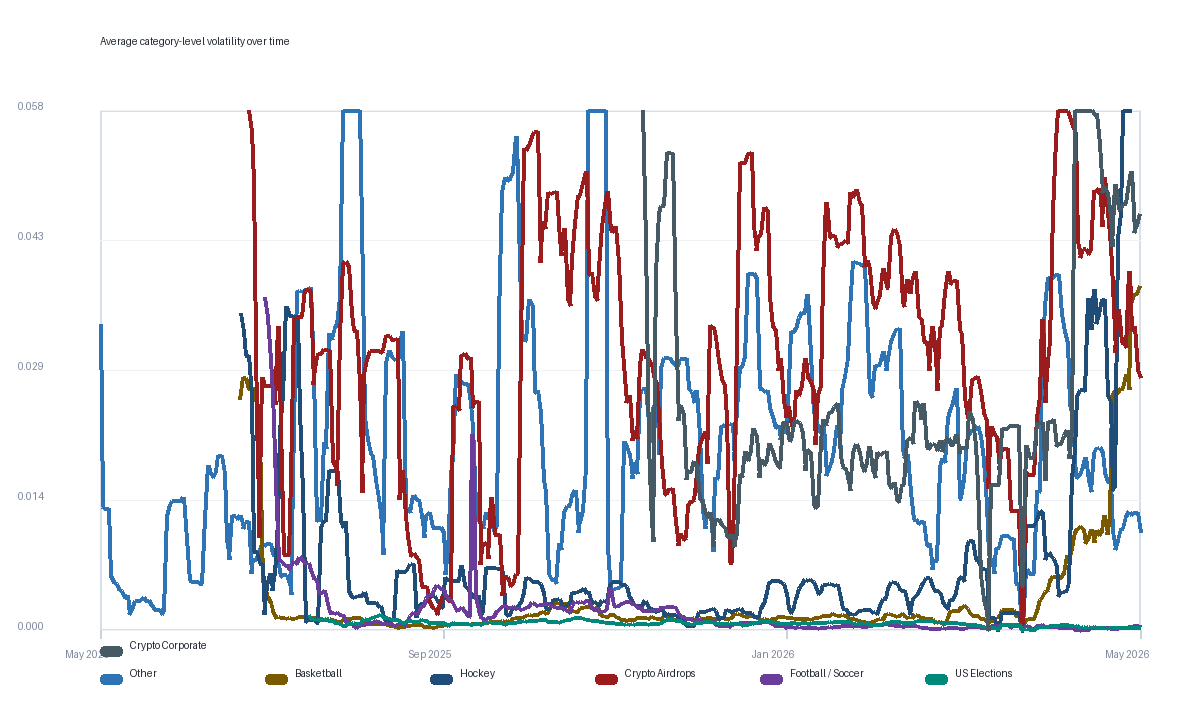 Average category-level volatility over time
0.058
0.043
0.029
0.014
0.000
Sep 2025
Jan 2026
May 2026
Crypto Corporate
Other
Basketball
Hockey
Crypto Airdrops
Football / Soccer
US Elections